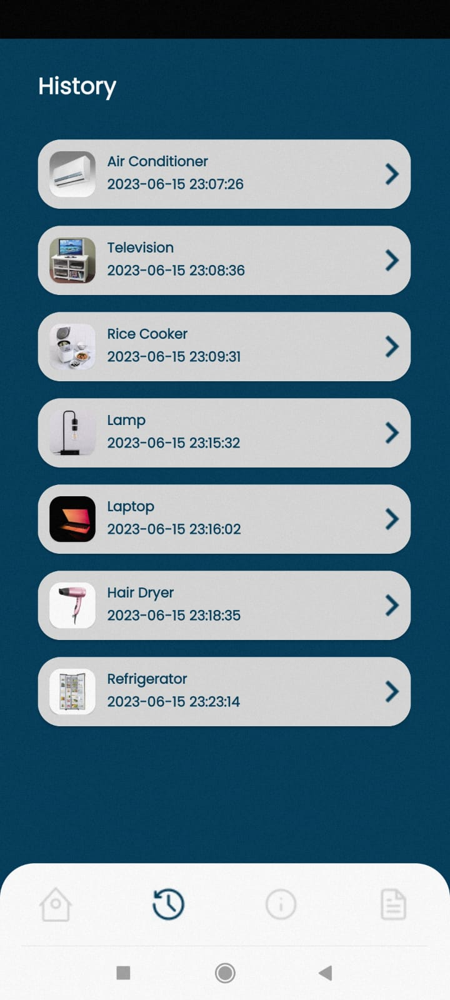 History
Air Conditioner
2023-06-15 23:07:26
Television
2023-06-15 23:08:36
Rice Cooker
2023-06-15 23:09:31
Lamp
2023-06-15 23:15:32
Laptop
2023-06-15 23:16:02
Hair Dryer
2023-06-15 23:18:35
Refrigerator
2023-06-15 23:23:14